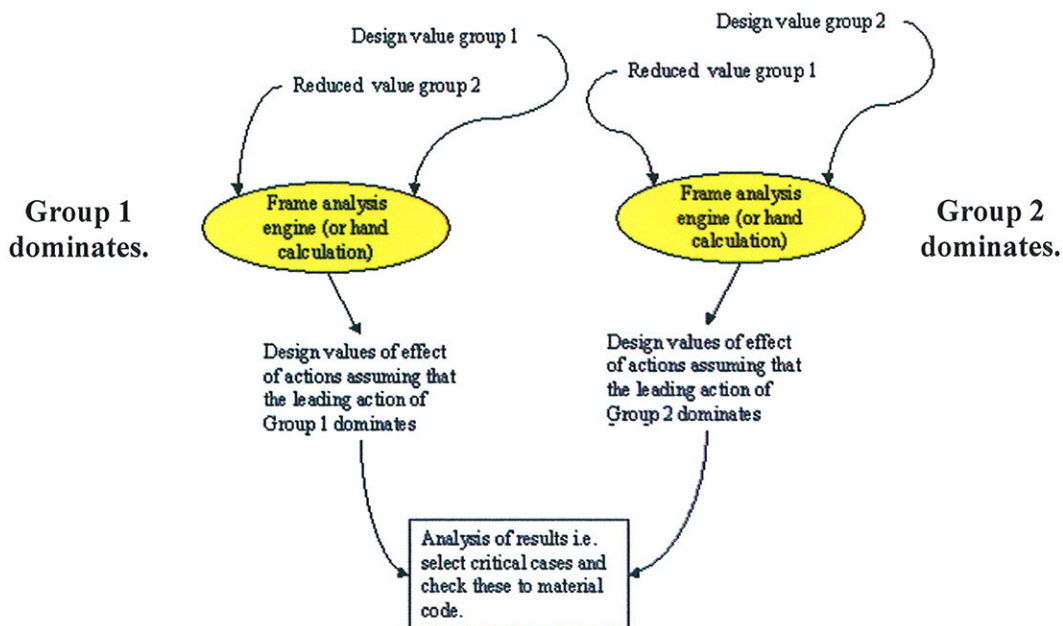 Design value group 1
Reduced value group 2
Design value group 2
Reduced value group 1
Group 1
dominates.
Frame analysis
engine (or hand
calculation)
Frame analysis
engine (or hand
calculation)
Group 2
dominates.
Design values of effect
of actions assuming that
the leading action of
Group 1 dominates
Design values of effect
of actions assuming that
the leading action of
Group 2 dominates
Analysis of results i.e.
select critical cases and
check these to material
code.